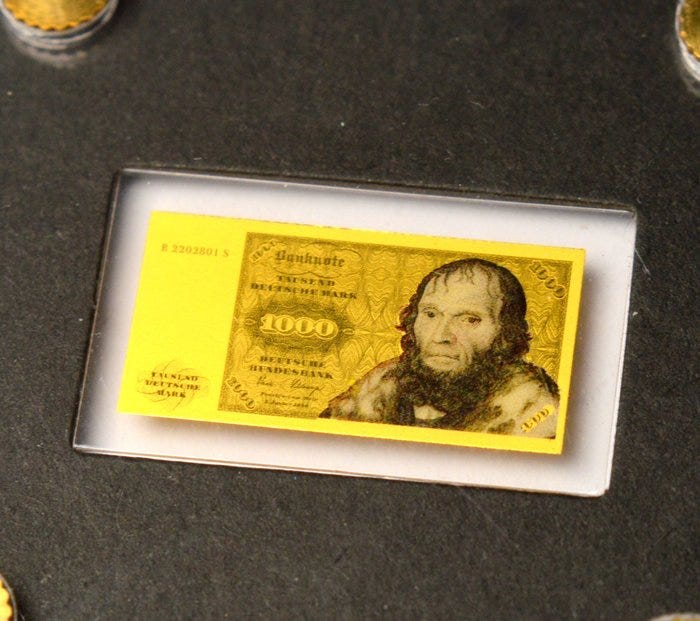 R 2202801 S
Banknote
TAUSEND
DEUTSCHE MARK
1000
DEUTSCHE
BUNDESBANK
TAUSEND
DEUTSCHE
MARK
1000
1000
1000